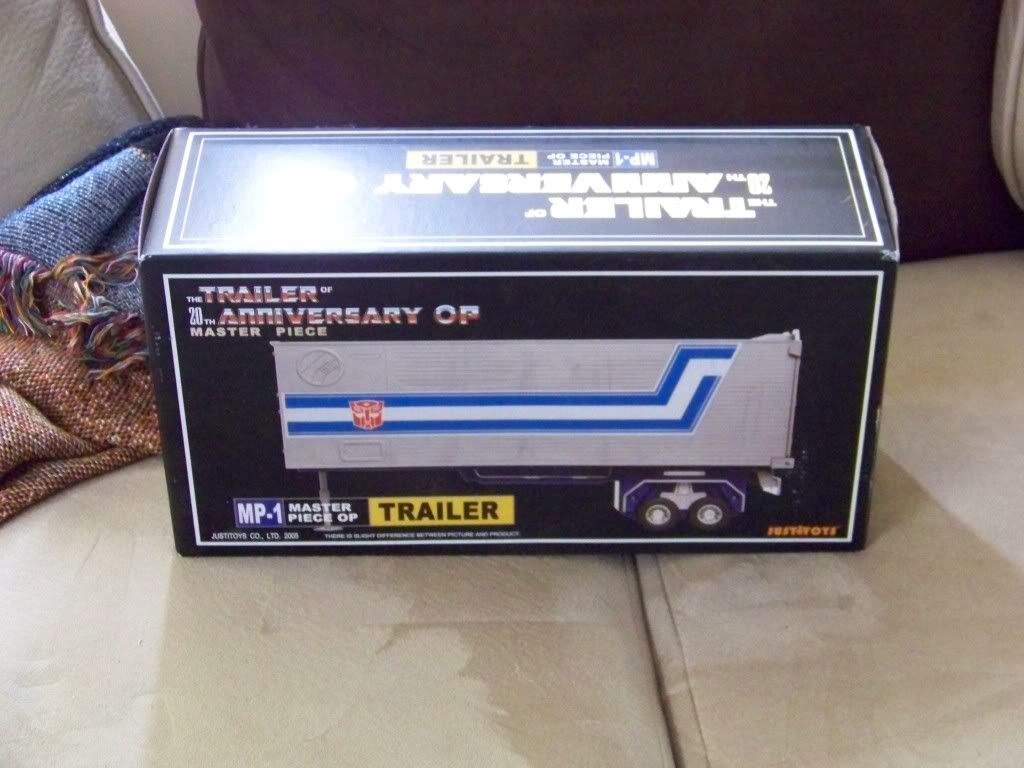 MP-1 MASTER PIECE OP TRAILER
THE TRAILER OF
20TH ANNIVERSARY
THE TRAILER OF
20TH ANNIVERSARY OP
MASTER PIECE
MP-1 MASTER PIECE OP TRAILER
JUSTITOYS CO., LTD. 2005 THERE IS SLIGHT DIFFERENCE BETWEEN PICTURE AND PRODUCT.
JUSTITOYS